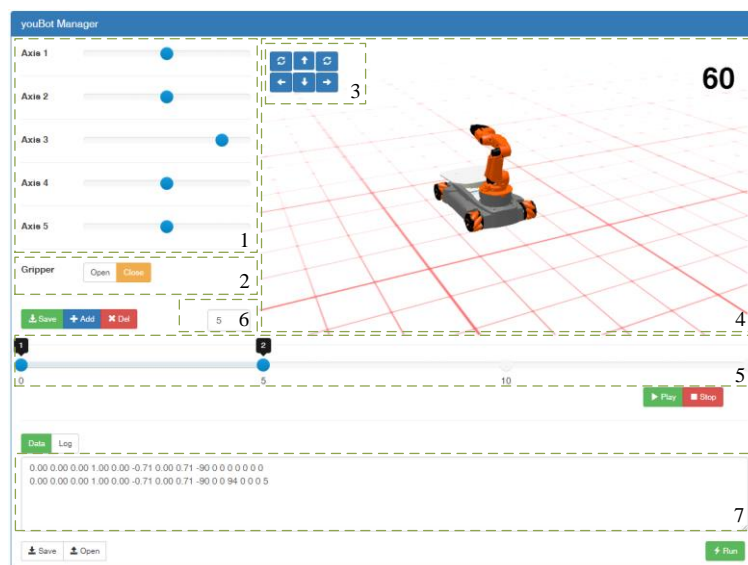 youBot Manager
Axis 1
Axis 2
Axis 3
Axis 4
Axis 5
1
Gripper
Open Close
2
3
60
4
Save Add Del
5
6
1 2
0 5 10
5
Play Stop
Data Log
0.00 0.00 0.00 1.00 0.00 -0.71 0.00 0.71 -90 0 0 0 0 0 0 0
0.00 0.00 0.00 1.00 0.00 -0.71 0.00 0.71 -90 0 0 94 0 0 0 5
7
Save Open
Run